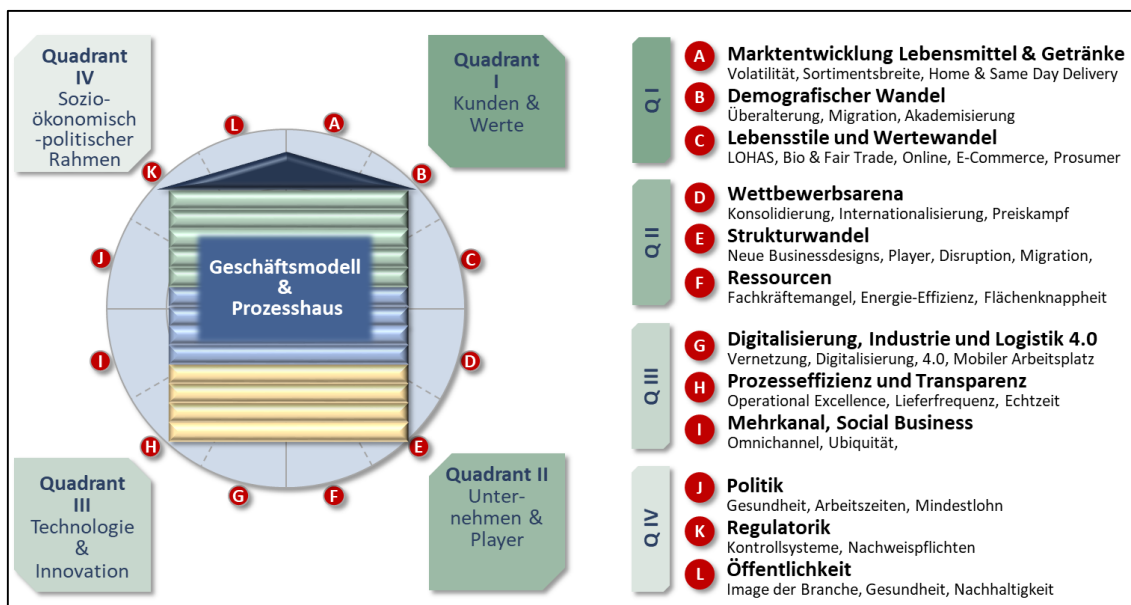 Quadrant
IV
Sozio-
ökonomisch
-politischer
Rahmen
Quadrant
I
Kunden &
Werte
L
A
K
B
J
C
I
D
H
E
G
F
Geschäftsmodell
&
Prozesshaus
Quadrant
III
Technologie
&
Innovation
Quadrant II
Unter-
nehmen &
Player
Q I
A Marktentwicklung Lebensmittel & Getränke
Volatilität, Sortimentsbreite, Home & Same Day Delivery
B Demografischer Wandel
Überalterung, Migration, Akademisierung
C Lebensstile und Wertewandel
LOHAS, Bio & Fair Trade, Online, E-Commerce, Prosumer
Q II
D Wettbewerbsarena
Konsolidierung, Internationalisierung, Preiskampf
E Strukturwandel
Neue Businessdesigns, Player, Disruption, Migration,
F Ressourcen
Fachkräftemangel, Energie-Effizienz, Flächenknappheit
Q III
G Digitalisierung, Industrie und Logistik 4.0
Vernetzung, Digitalisierung, 4.0, Mobiler Arbeitsplatz
H Prozesseffizienz und Transparenz
Operational Excellence, Lieferfrequenz, Echtzeit
I Mehrkanal, Social Business
Omnichannel, Ubiquität,
Q IV
J Politik
Gesundheit, Arbeitszeiten, Mindestlohn
K Regulatorik
Kontrollsysteme, Nachweispflichten
L Öffentlichkeit
Image der Branche, Gesundheit, Nachhaltigkeit